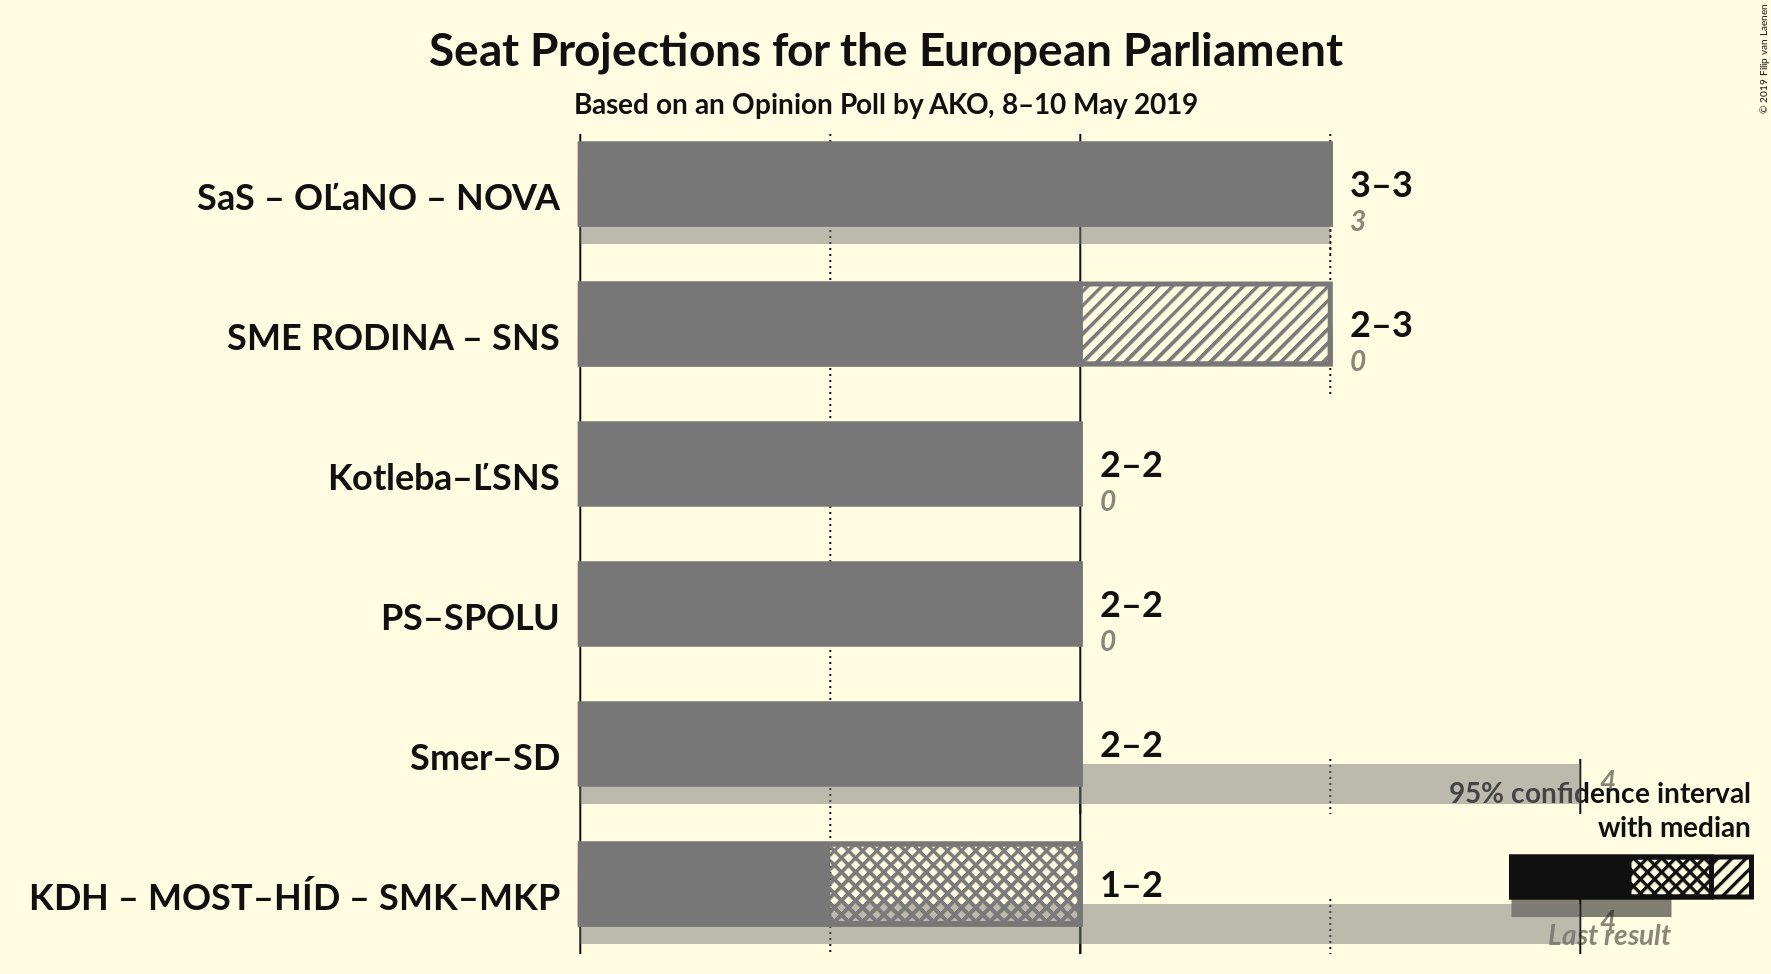 Seat Projections for the European Parliament
Based on an Opinion Poll by AKO, 8–10 May 2019
© 2019 Filip van Laenen
SaS – OĽaNO – NOVA
3–3
3
SME RODINA – SNS
2–3
0
Kotleba–ĽSNS
2–2
0
PS–SPOLU
2–2
0
Smer–SD
2–2
4
KDH – MOST–HÍD – SMK–MKP
1–2
4
95% confidence interval
with median
Last result